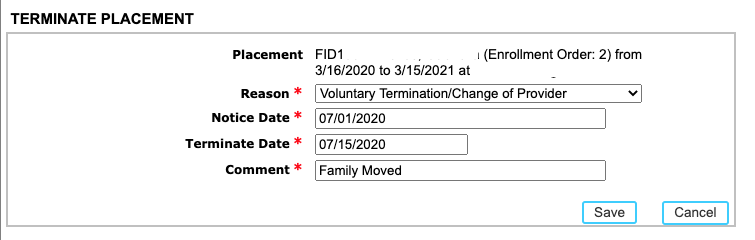 TERMINATE PLACEMENT
Placement FID1 (Enrollment Order: 2) from
3/16/2020 to 3/15/2021 at
Reason * Voluntary Termination/Change of Provider
Notice Date * 07/01/2020
Terminate Date * 07/15/2020
Comment * Family Moved
Save Cancel